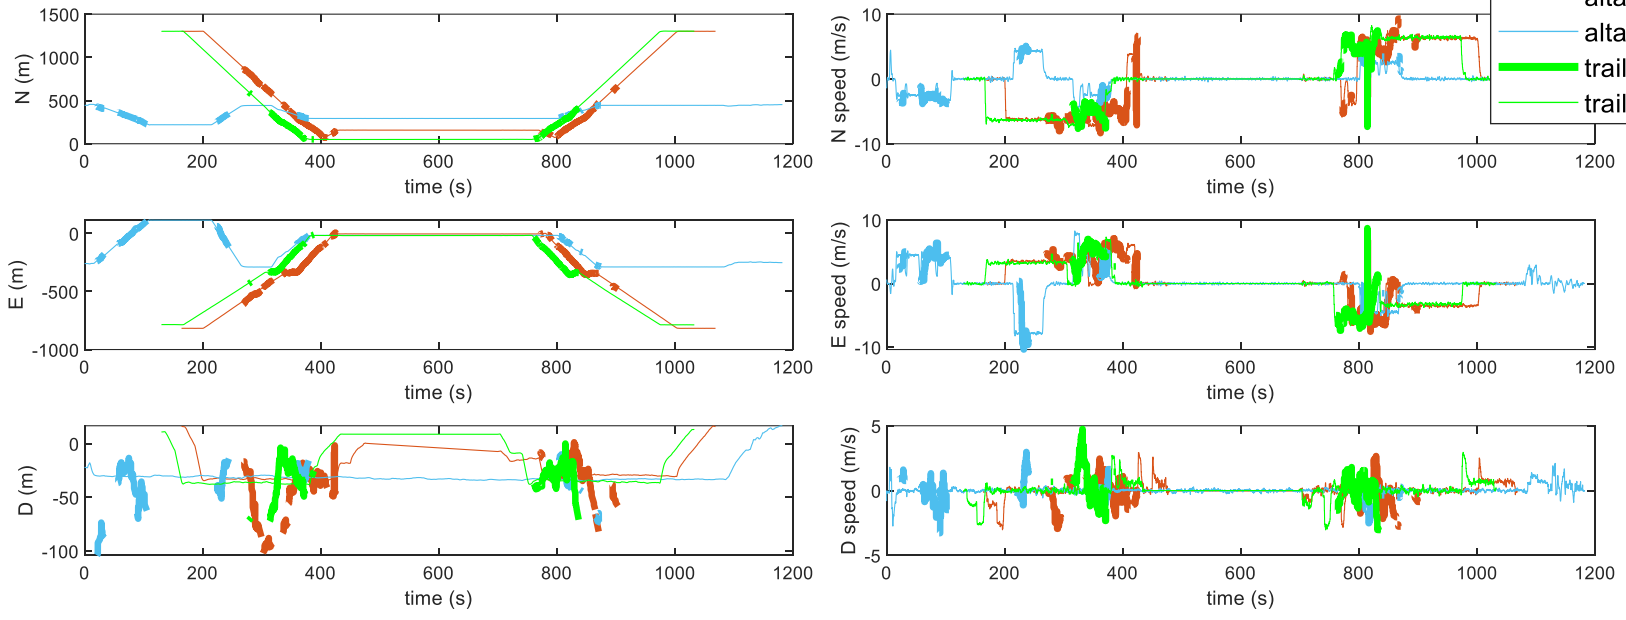 1500
1000
500
0
N (m)
0 200 400 600 800 1000 1200
time (s)
10
0
-10
N speed (m/s)
0 200 400 600 800 1000
time (s)
alta
alta
trail
trail
0
-500
-1000
E (m)
0 200 400 600 800 1000 1200
time (s)
10
0
-10
E speed (m/s)
0 200 400 600 800 1000 1200
time (s)
0
-50
-100
D (m)
0 200 400 600 800 1000 1200
time (s)
5
0
-5
D speed (m/s)
0 200 400 600 800 1000 1200
time (s)